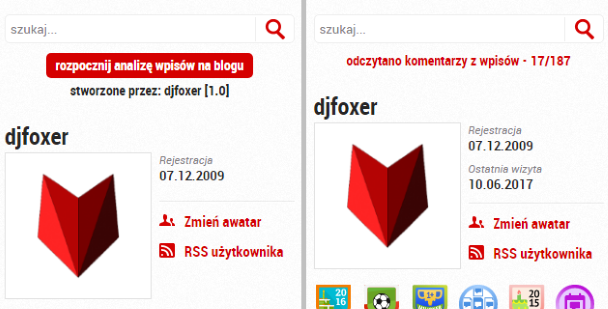 szukaj...
rozpocznij analizę wpisów na blogu
stworzone przez: djfoxer [1.0]
djfoxer
Rejestracja
07.12.2009
Zmień awatar
RSS użytkownika
szukaj...
odczytano komentarzy z wpisów - 17/187
djfoxer
Rejestracja
07.12.2009
Ostatnia wizyta
10.06.2017
Zmień awatar
RSS użytkownika
20
16
20
15